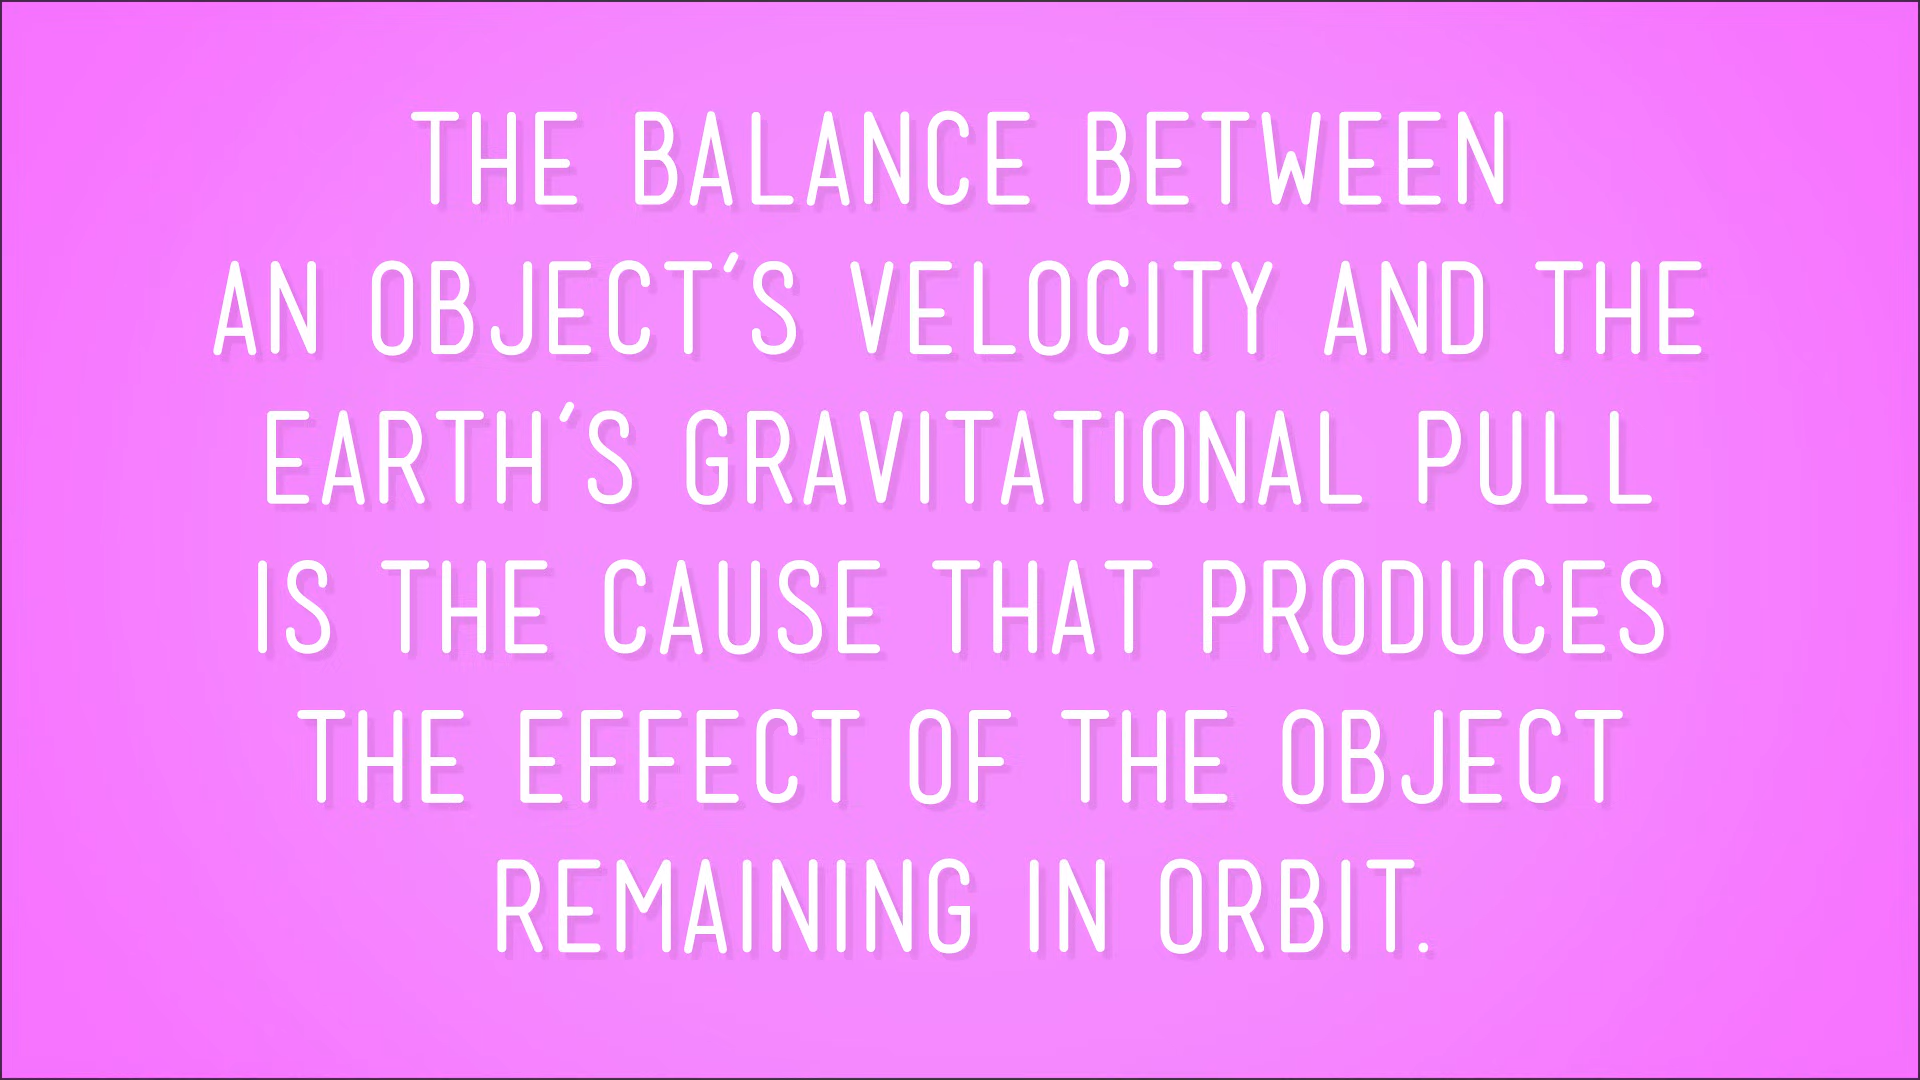 THE BALANCE BETWEEN
AN OBJECT'S VELOCITY AND THE
EARTH'S GRAVITATIONAL PULL
IS THE CAUSE THAT PRODUCES
THE EFFECT OF THE OBJECT
REMAINING IN ORBIT.